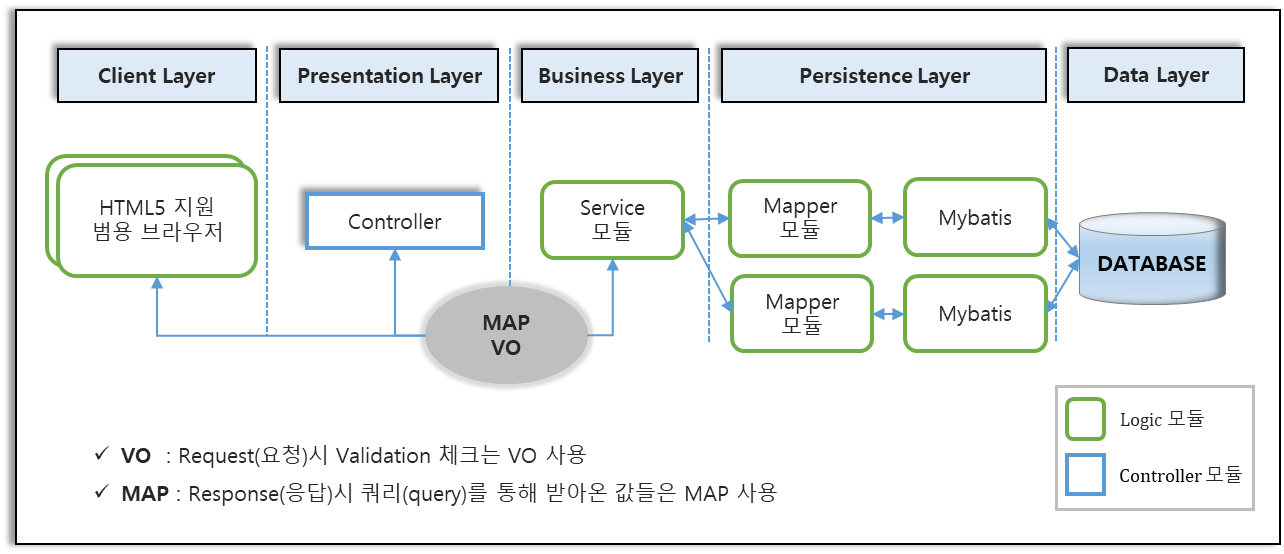 Client Layer
Presentation Layer
Business Layer
Persistence Layer
Data Layer
HTML5 지원
범용 브라우저
Controller
Service
모듈
Mapper
모듈
Mybatis
DATABASE
Mapper
모듈
Mybatis
MAP
VO
Logic 모듈
Controller 모듈
✓ VO : Request(요청)시 Validation 체크는 VO 사용
✓ MAP : Response(응답)시 쿼리(query)를 통해 받아온 값들은 MAP 사용